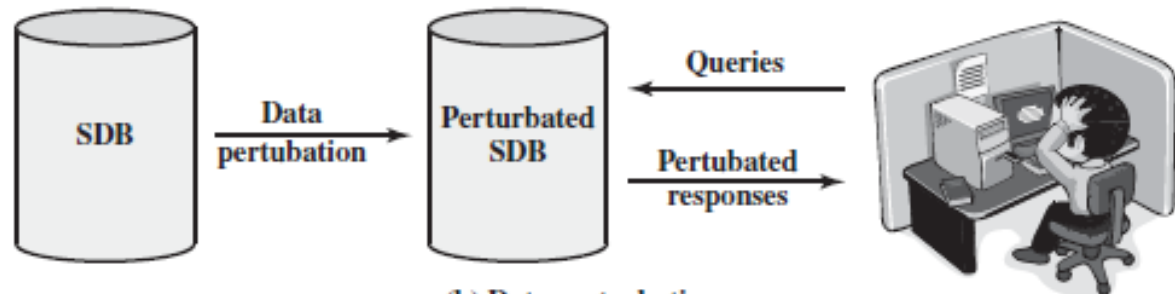 SDB
Data
pertubation
Perturbated
SDB
Queries
Pertubated
responses